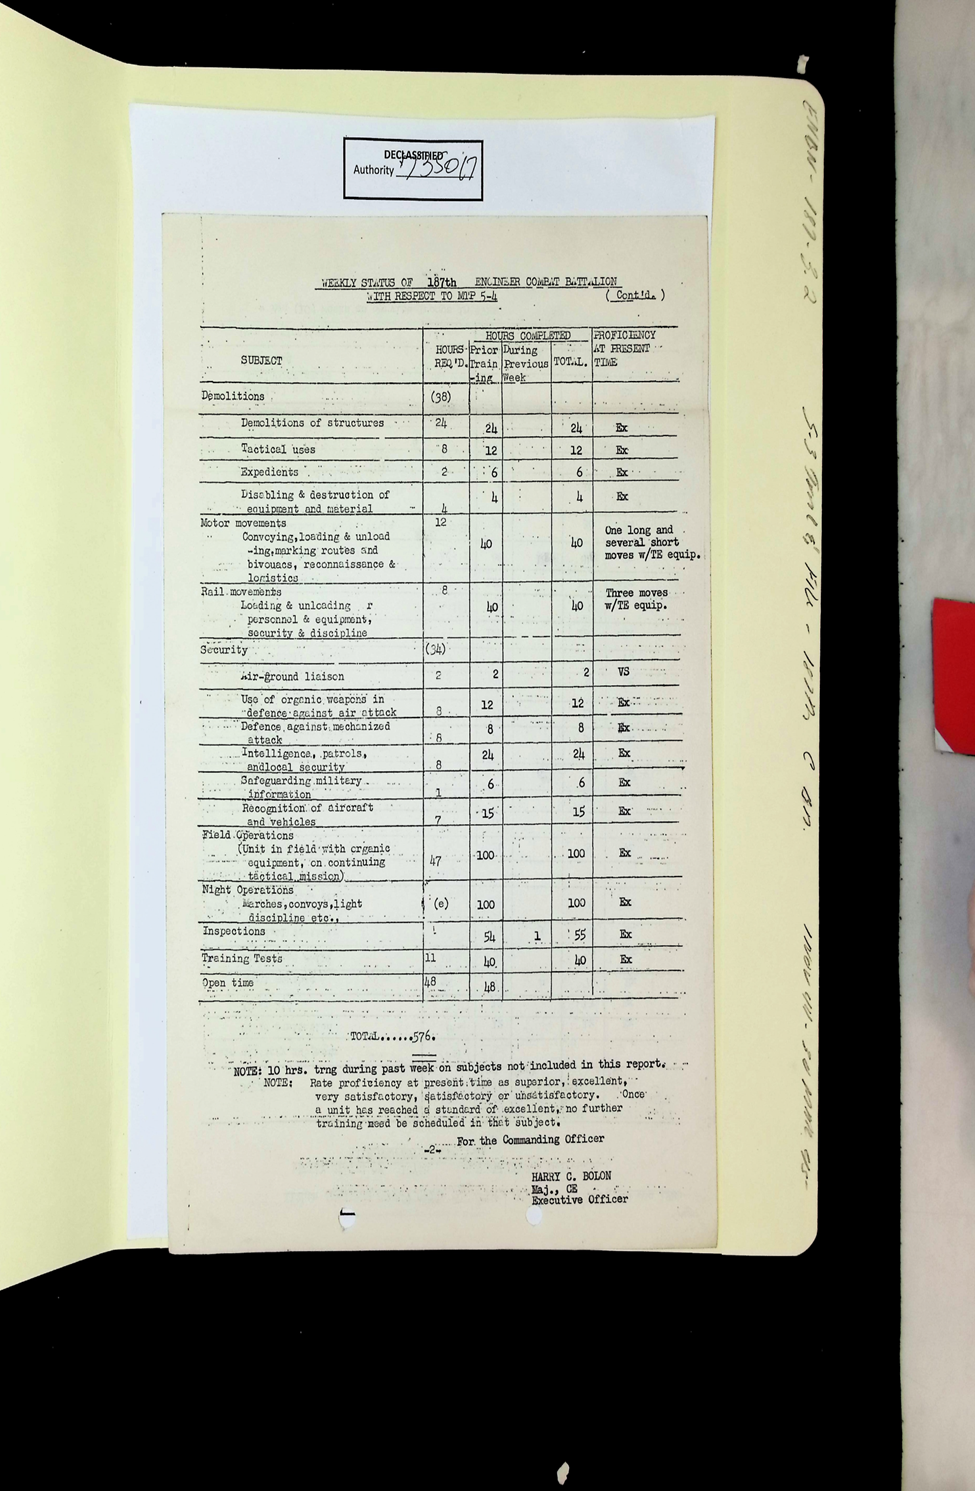 DECLASSIFIED
Authority 735017
WEEKLY STATUS OF 187th ENGINEER COMBAT BATTALION
WITH RESPECT TO MTP 5-4 (Cont'd.)
SUBJECT
HOURS REQ'D.
HOURS COMPLETED
Prior Train-ing
During Previous Week
TOTAL.
PROFICIENCY AT PRESENT TIME
Demolitions (38)
Demolitions of structures 24 24 24 Ex
Tactical uses 8 12 12 Ex
Expedients 2 6 6 Ex
Disabling & destruction of
equipment and material 4 4 4 Ex
Motor movements 12
Convoying,loading & unload
-ing,marking routes and
bivouacs, reconnaissance &
logistics
40 40
One long and
several short
moves w/TE equip.
Rail movements 8
Loading & unloading r
personnel & equipment,
security & discipline
40 40
Three moves
w/TE equip.
Security (34)
Air-ground liaison 2 2 2 VS
Use of organic weapons in
defence against air attack 8 12 12 Ex
Defence against mechanized
attack 8 8 8 Ex
Intelligence, patrols,
andlocal security 8 24 24 Ex
Safeguarding military
information 1 6 6 Ex
Recognition of aircraft
and vehicles 7 15 15 Ex
Field Operations
(Unit in field with organic
equipment, on continuing
tactical mission) 47 100 100 Ex
Night Operations
Marches,convoys,light
discipline etc., (e) 100 100 Ex
Inspections 54 1 55 Ex
Training Tests 11 40 40 Ex
Open time 48 48
TOTAL......576.
NOTE: 10 hrs. trng during past week on subjects not included in this report.
NOTE: Rate proficiency at present time as superior, excellent,
very satisfactory, satisfactory or unsatisfactory. Once
a unit has reached a standard of excellent, no further
training need be scheduled in that subject.
For the Commanding Officer
-2-
HARRY C. BOLON
Maj., CE
Executive Officer
ENBN-187-3.2